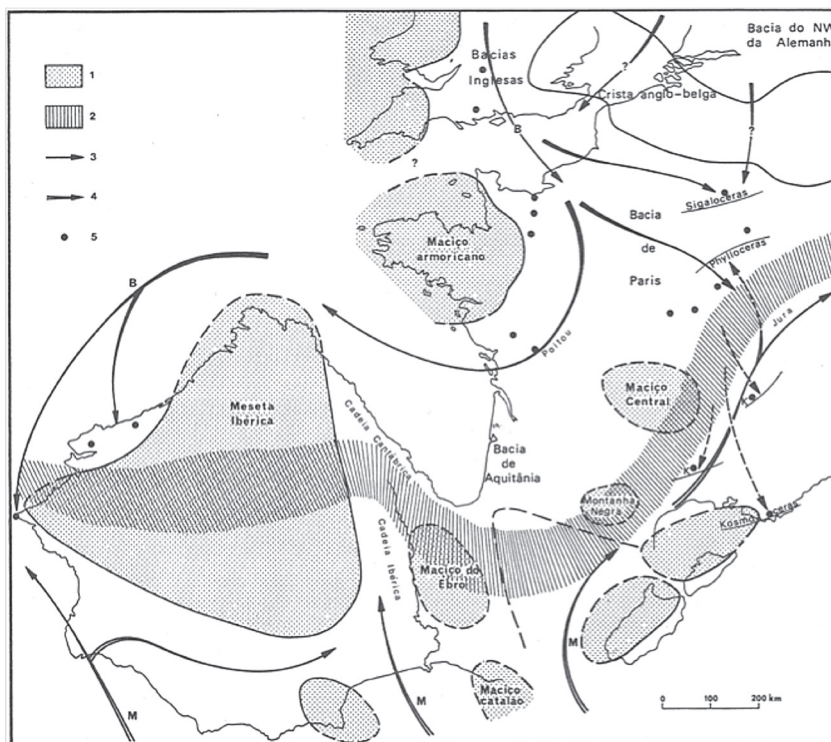 Bacia do NW
da Alemanh
Bacias
Inglesas
?
Crista anglo-belga
?
B
?
1
2
3
4
5
Sigaloceras
Maciço
armoricano
Bacia
de
Paris
Phylloceras
B
Poitou
Jura
Maciço
Central
K
Meseta
Ibérica
Cadeia Cantábrica
Bacia
de
Aquitânia
K
Montanha
Negra
Kosmoceras
Cadeia Ibérica
Maciço do
Ebro
M
M
M
Maciço
catalão
0 100 200 km